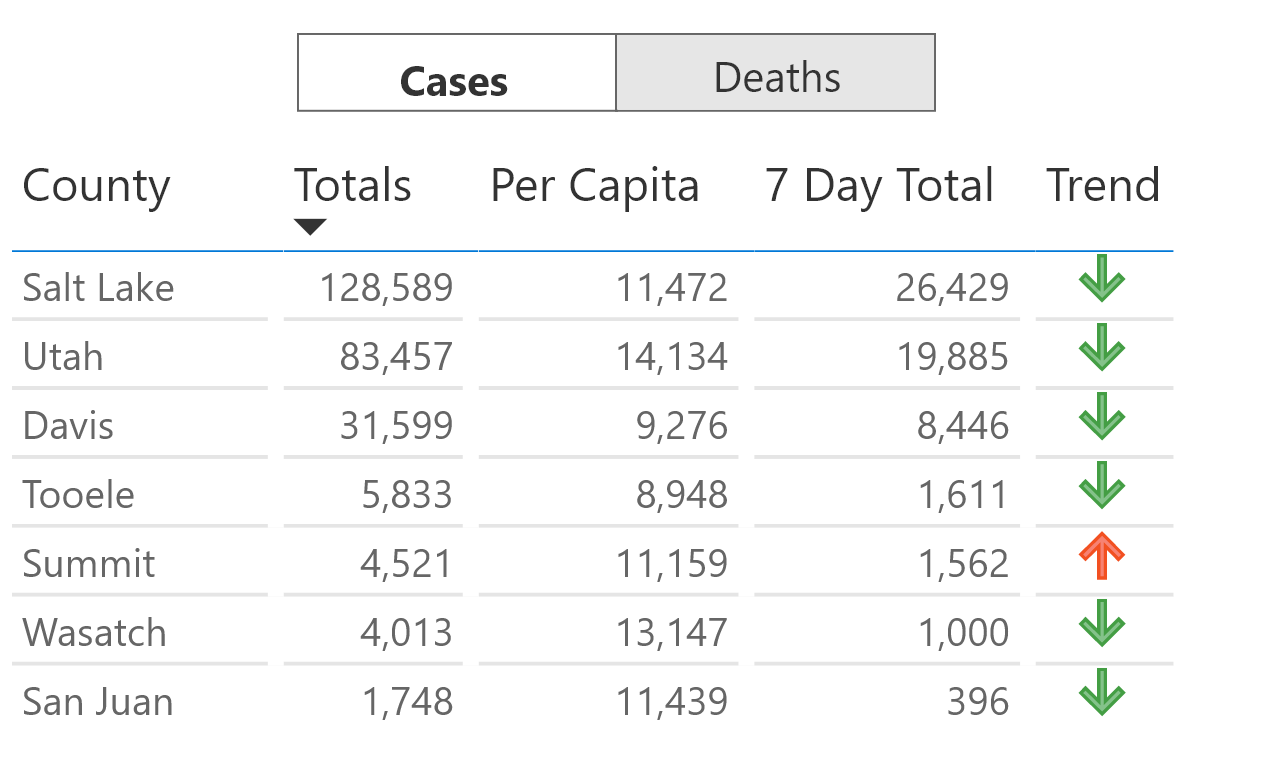 Cases Deaths
County Totals Per Capita 7 Day Total Trend
Salt Lake 128,589 11,472 26,429
Utah 83,457 14,134 19,885
Davis 31,599 9,276 8,446
Tooele 5,833 8,948 1,611
Summit 4,521 11,159 1,562
Wasatch 4,013 13,147 1,000
San Juan 1,748 11,439 396